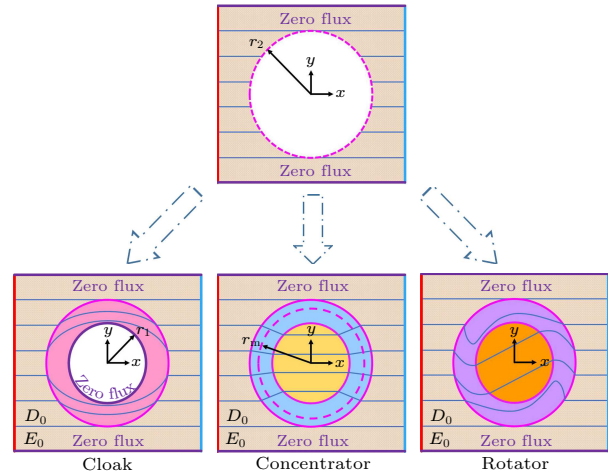 Zero flux
r₂
y
x
Zero flux
Zero flux
y
r₁
x
Zero flux
D₀
E₀
Zero flux
Cloak
Zero flux
y
rₘ
x
D₀
E₀
Zero flux
Concentrator
Zero flux
y
x
D₀
E₀
Zero flux
Rotator